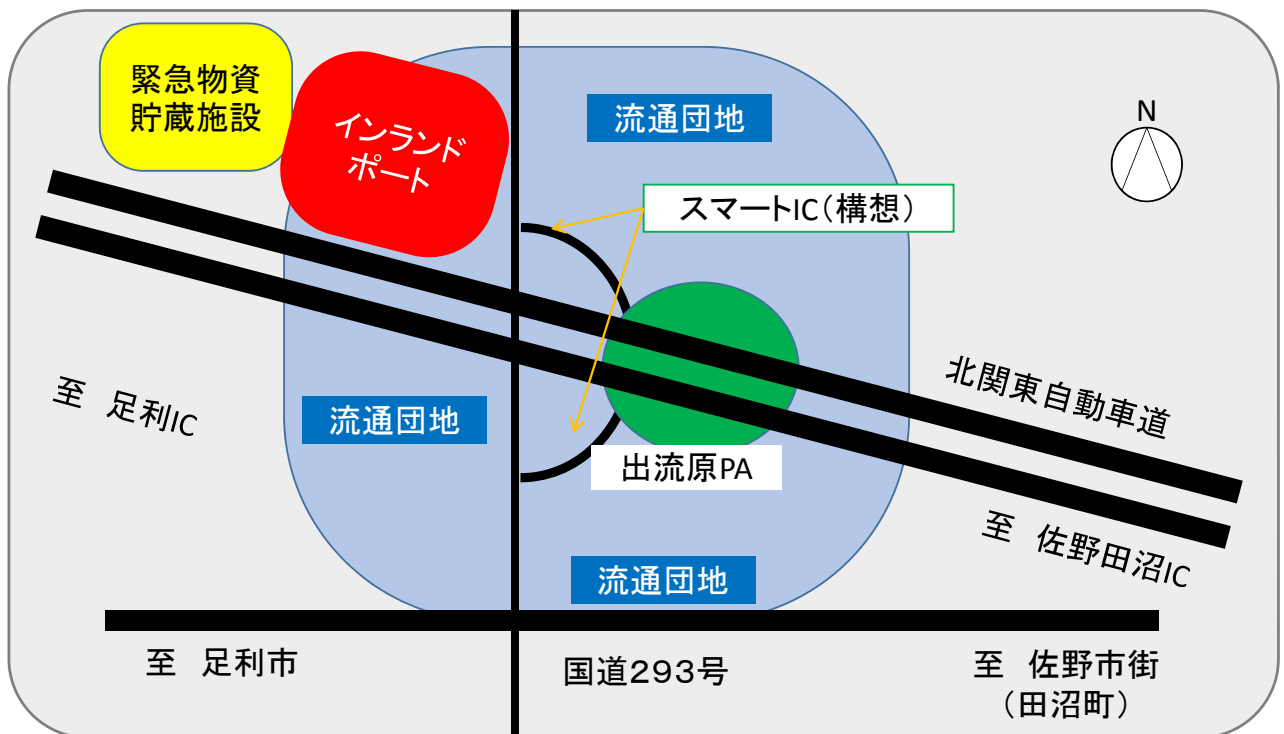 緊急物資
貯蔵施設
インランド
ポート
流通団地
N
スマートIC（構想）
北関東自動車道
至　足利IC
流通団地
出流原PA
至　佐野田沼IC
流通団地
至　足利市
国道293号
至　佐野市街
（田沼町）